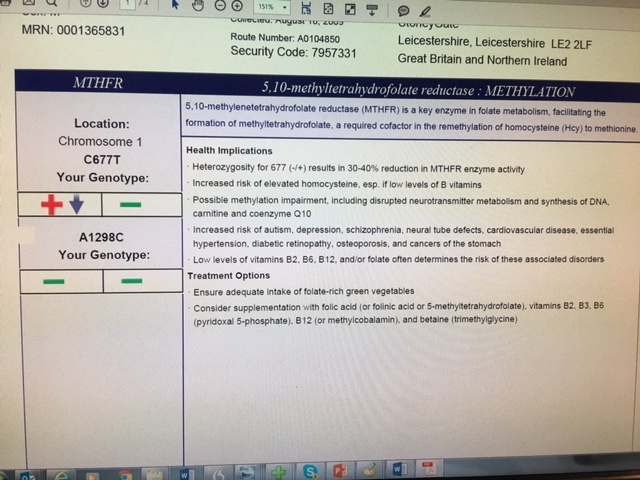 1 / 4
151%
Collected: August 10, 2009
MRN: 0001365831
Route Number: A0104850
Security Code: 7957331
Leicestershire, Leicestershire LE2 2LF
Great Britain and Northern Ireland
MTHFR
5,10-methyltetrahydrofolate reductase : METHYLATION
5,10-methylenetetrahydrofolate reductase (MTHFR) is a key enzyme in folate metabolism, facilitating the
formation of methyltetrahydrofolate, a required cofactor in the remethylation of homocysteine (Hcy) to methionine.
Location:
Chromosome 1
C677T
Your Genotype:
+ −
A1298C
Your Genotype:
− −
Health Implications
· Heterozygosity for 677 (-/+) results in 30-40% reduction in MTHFR enzyme activity
· Increased risk of elevated homocysteine, esp. if low levels of B vitamins
· Possible methylation impairment, including disrupted neurotransmitter metabolism and synthesis of DNA,
carnitine and coenzyme Q10
· Increased risk of autism, depression, schizophrenia, neural tube defects, cardiovascular disease, essential
hypertension, diabetic retinopathy, osteoporosis, and cancers of the stomach
· Low levels of vitamins B2, B6, B12, and/or folate often determines the risk of these associated disorders
Treatment Options
· Ensure adequate intake of folate-rich green vegetables
· Consider supplementation with folic acid (or folinic acid or 5-methyltetrahydrofolate), vitamins B2, B3, B6
(pyridoxal 5-phosphate), B12 (or methylcobalamin), and betaine (trimethylglycine)